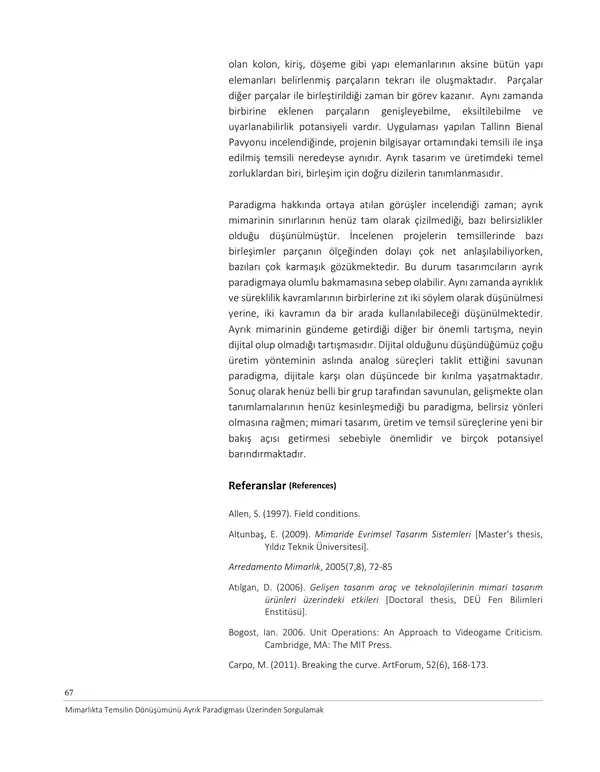 olan kolon, kiriş, döşeme gibi yapı elemanlarının aksine bütün yapı
elemanları belirlenmiş parçaların tekrarı ile oluşmaktadır. Parçalar
diğer parçalar ile birleştirildiği zaman bir görev kazanır. Aynı zamanda
birbirine eklenen parçaların genişleyebilme, eksiltilebilme ve
uyarlanabilirlik potansiyeli vardır. Uygulaması yapılan Tallinn Bienal
Pavyonu incelendiğinde, projenin bilgisayar ortamındaki temsili ile inşa
edilmiş temsili neredeyse aynıdır. Ayrık tasarım ve üretimdeki temel
zorluklardan biri, birleşim için doğru dizilerin tanımlanmasıdır.
Paradigma hakkında ortaya atılan görüşler incelendiği zaman; ayrık
mimarinin sınırlarının henüz tam olarak çizilmediği, bazı belirsizlikler
olduğu düşünülmüştür. İncelenen projelerin temsillerinde bazı
birleşimler parçanın ölçeğinden dolayı çok net anlaşılabiliyorken,
bazıları çok karmaşık gözükmektedir. Bu durum tasarımcıların ayrık
paradigmaya olumlu bakmamasına sebep olabilir. Aynı zamanda ayrıklık
ve süreklilik kavramlarının birbirlerine zıt iki söylem olarak düşünülmesi
yerine, iki kavramın da bir arada kullanılabileceği düşünülmektedir.
Ayrık mimarinin gündeme getirdiği diğer bir önemli tartışma, neyin
dijital olup olmadığı tartışmasıdır. Dijital olduğunu düşündüğümüz çoğu
üretim yönteminin aslında analog süreçleri taklit ettiğini savunan
paradigma, dijitale karşı olan düşüncede bir kırılma yaşatmaktadır.
Sonuç olarak henüz belli bir grup tarafından savunulan, gelişmekte olan
tanımlamalarının henüz kesinleşmediği bu paradigma, belirsiz yönleri
olmasına rağmen; mimari tasarım, üretim ve temsil süreçlerine yeni bir
bakış açısı getirmesi sebebiyle önemlidir ve birçok potansiyel
barındırmaktadır.
Referanslar (References)
Allen, S. (1997). Field conditions.
Altunbaş, E. (2009). Mimaride Evrimsel Tasarım Sistemleri [Master's thesis,
Yıldız Teknik Üniversitesi].
Arredamento Mimarlık, 2005(7,8), 72-85
Atılgan, D. (2006). Gelişen tasarım araç ve teknolojilerinin mimari tasarım
ürünleri üzerindeki etkileri [Doctoral thesis, DEÜ Fen Bilimleri
Enstitüsü].
Bogost, Ian. 2006. Unit Operations: An Approach to Videogame Criticism.
Cambridge, MA: The MIT Press.
Carpo, M. (2011). Breaking the curve. ArtForum, 52(6), 168-173.
67
Mimarlıkta Temsilin Dönüşümünü Ayrık Paradigması Üzerinden Sorgulamak